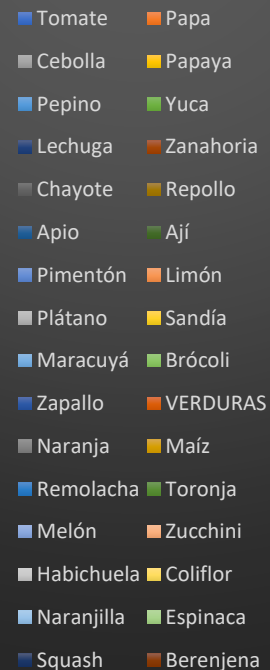 Tomate Papa
Cebolla Papaya
Pepino Yuca
Lechuga Zanahoria
Chayote Repollo
Apio Ají
Pimentón Limón
Plátano Sandía
Maracuyá Brócoli
Zapallo VERDURAS
Naranja Maíz
Remolacha Toronja
Melón Zucchini
Habichuela Coliflor
Naranjilla Espinaca
Squash Berenjena